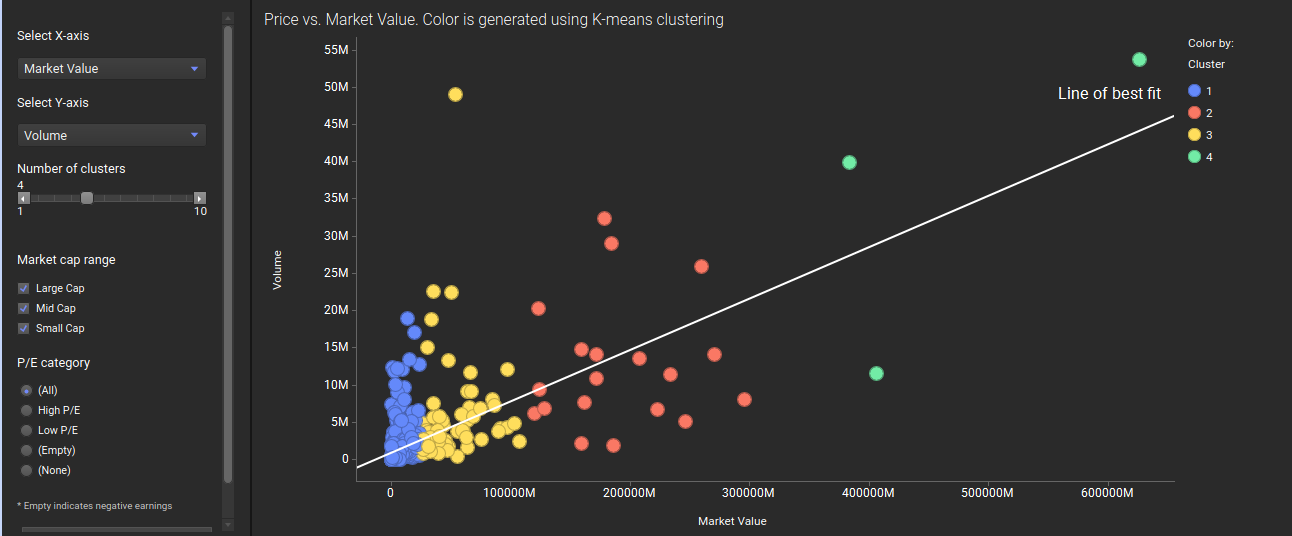 Price vs. Market Value. Color is generated using K-means clustering
Select X-axis
Market Value
Select Y-axis
Volume
Number of clusters
4
1 10
Market cap range
Large Cap
Mid Cap
Small Cap
P/E category
(All)
High P/E
Low P/E
(Empty)
(None)
* Empty indicates negative earnings
Volume
55M
50M
45M
40M
35M
30M
25M
20M
15M
10M
5M
0
0 100000M 200000M 300000M 400000M 500000M 600000M
Market Value
Line of best fit
Color by:
Cluster
1
2
3
4